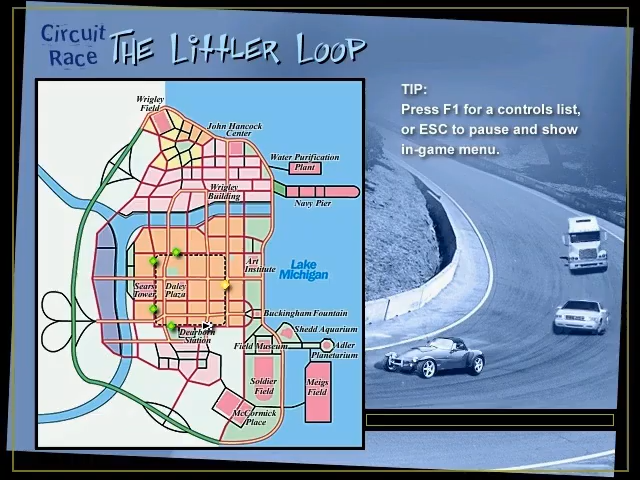 Circuit
Race
THE LITTLER LOOP
TIP:
Press F1 for a controls list,
or ESC to pause and show
in-game menu.
Wrigley
Field
John Hancock
Center
Water Purification
Plant
Wrigley
Building
Navy Pier
Art
Institute
Lake
Michigan
Sears
Tower
Daley
Plaza
Buckingham Fountain
Dearborn
Station
Shedd Aquarium
Field Museum
Adler
Planetarium
Soldier
Field
Meigs
Field
McCormick
Place